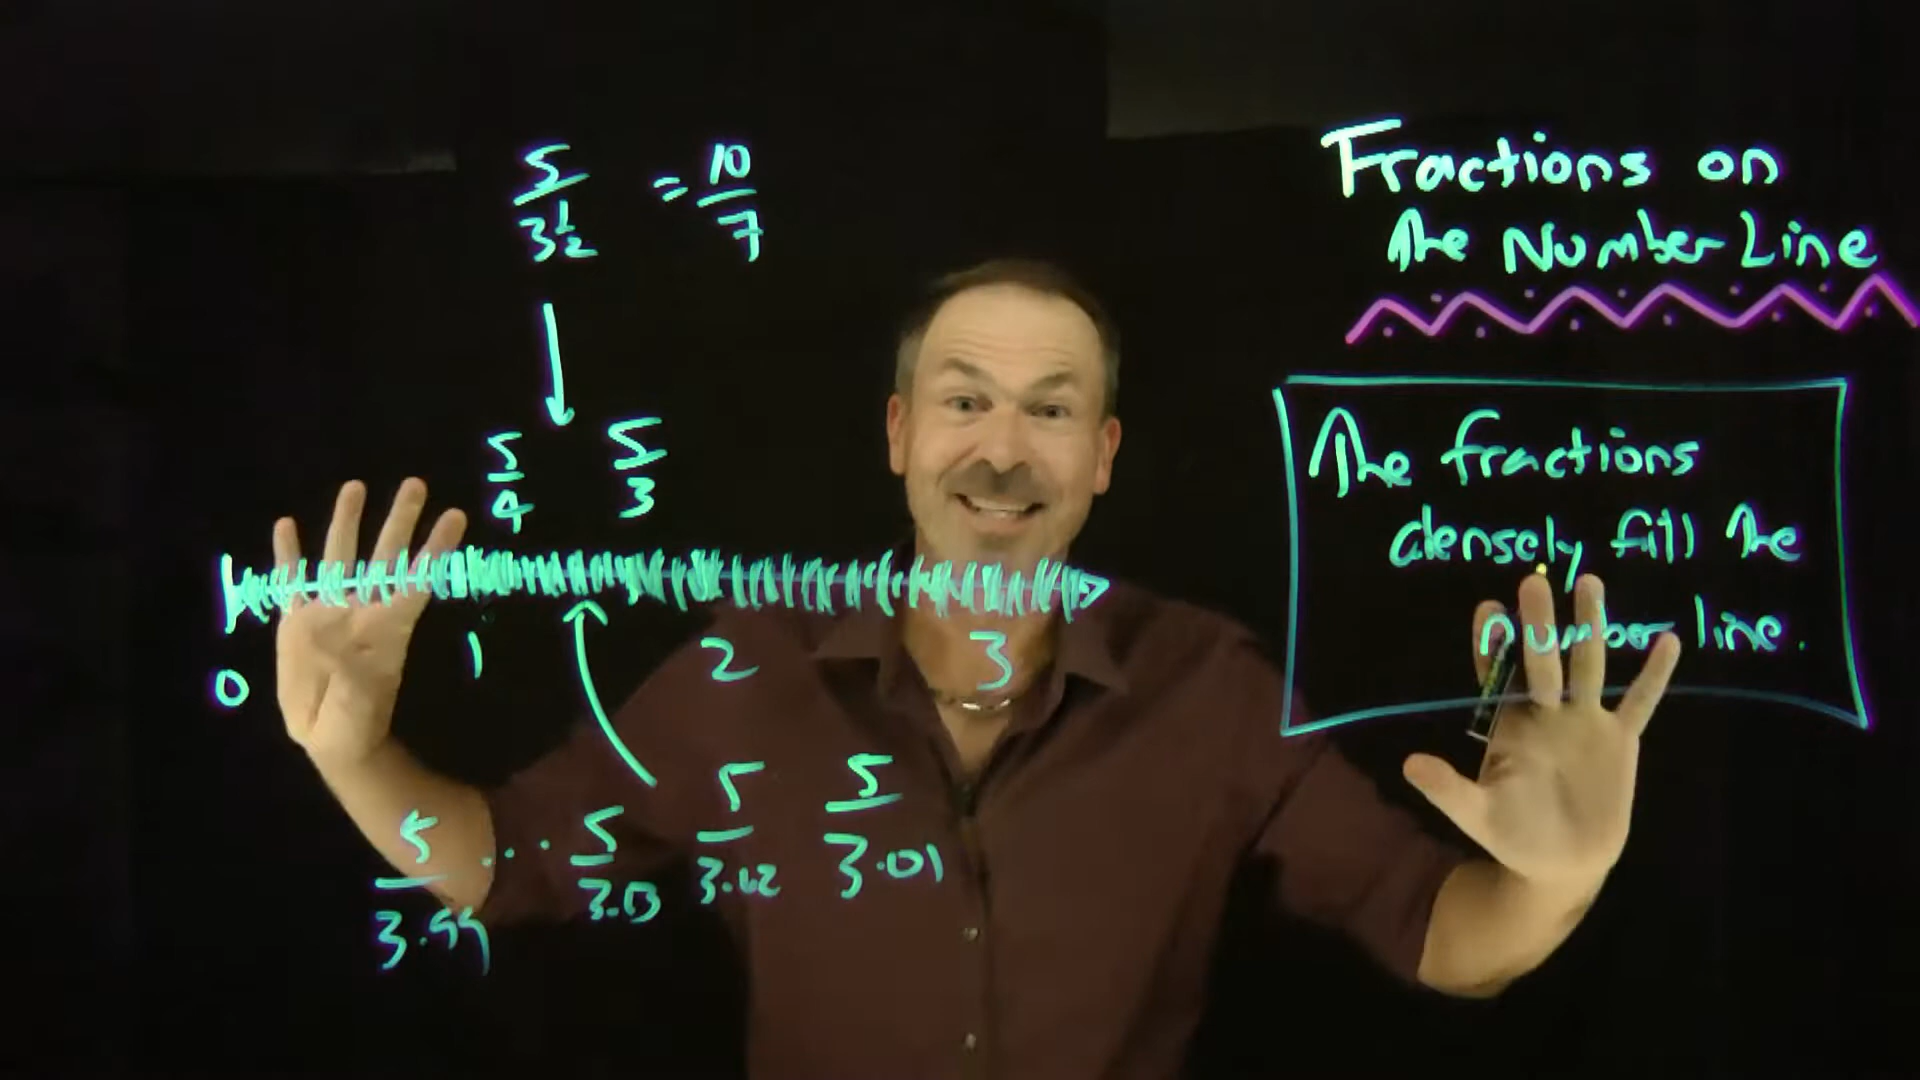 Fractions on
The Number Line
5/3½ = 10/7
5/4 5/3
The fractions
densely fill the
number line.
0 1 2 3
5/3.99 ... 5/3.03 5/3.02 5/3.01